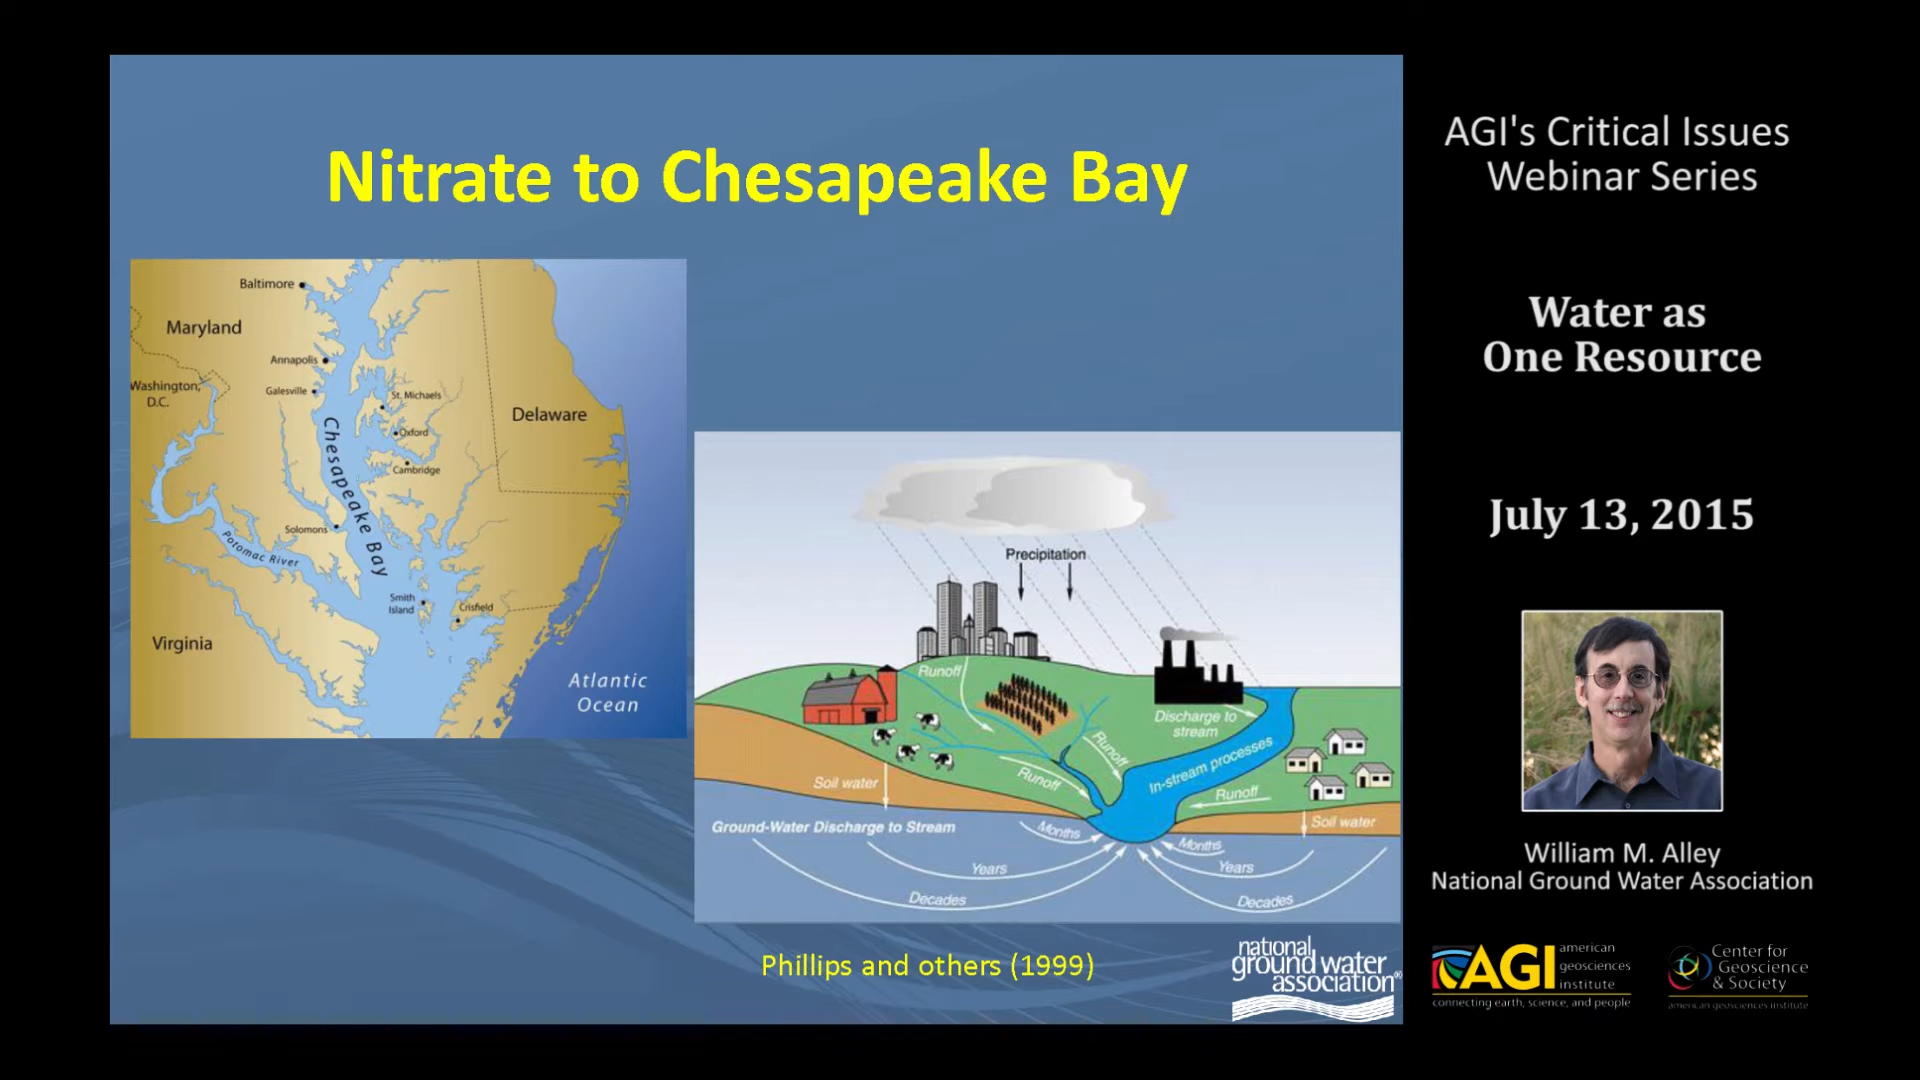 Nitrate to Chesapeake Bay
Baltimore
Maryland
Annapolis
Washington,
D.C.
Galesville
St. Michaels
Oxford
Cambridge
Delaware
Chesapeake Bay
Solomons
Potomac River
Smith
Island
Crisfield
Virginia
Atlantic
Ocean
Precipitation
Runoff
Discharge to
stream
Runoff
In-stream processes
Runoff
Runoff
Soil water
Soil water
Ground-Water Discharge to Stream
Months
Months
Years
Years
Decades
Decades
Phillips and others (1999)
national
ground water
association®
AGI's Critical Issues
Webinar Series
Water as
One Resource
July 13, 2015
William M. Alley
National Ground Water Association
AGI
american
geosciences
institute
connecting earth, science, and people
Center for
Geoscience
& Society
american geosciences institute